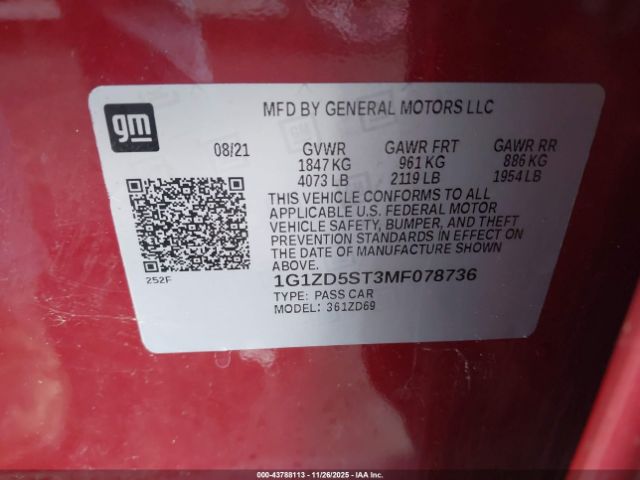 gm
MFD BY GENERAL MOTORS LLC
08/21 GVWR GAWR FRT GAWR RR
1847 KG 961 KG 886 KG
4073 LB 2119 LB 1954 LB
THIS VEHICLE CONFORMS TO ALL
APPLICABLE U.S. FEDERAL MOTOR
VEHICLE SAFETY, BUMPER, AND THEFT
PREVENTION STANDARDS IN EFFECT ON
THE DATE OF MANUFACTURE SHOWN
ABOVE.
252F
1G1ZD5ST3MF078736
TYPE: PASS CAR
MODEL: 361ZD69
000-43788113 - 11/26/2025 - IAA Inc.